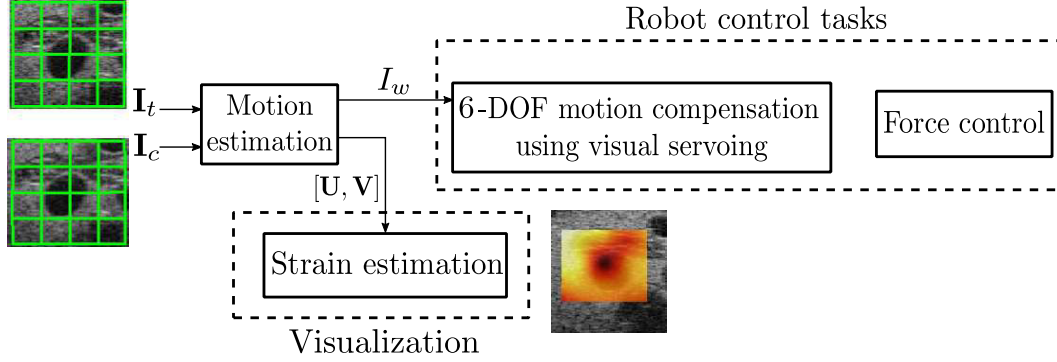 Robot control tasks
I_t
I_c
Motion
estimation
I_w
6-DOF motion compensation
using visual servoing
Force control
[U, V]
Strain estimation
Visualization